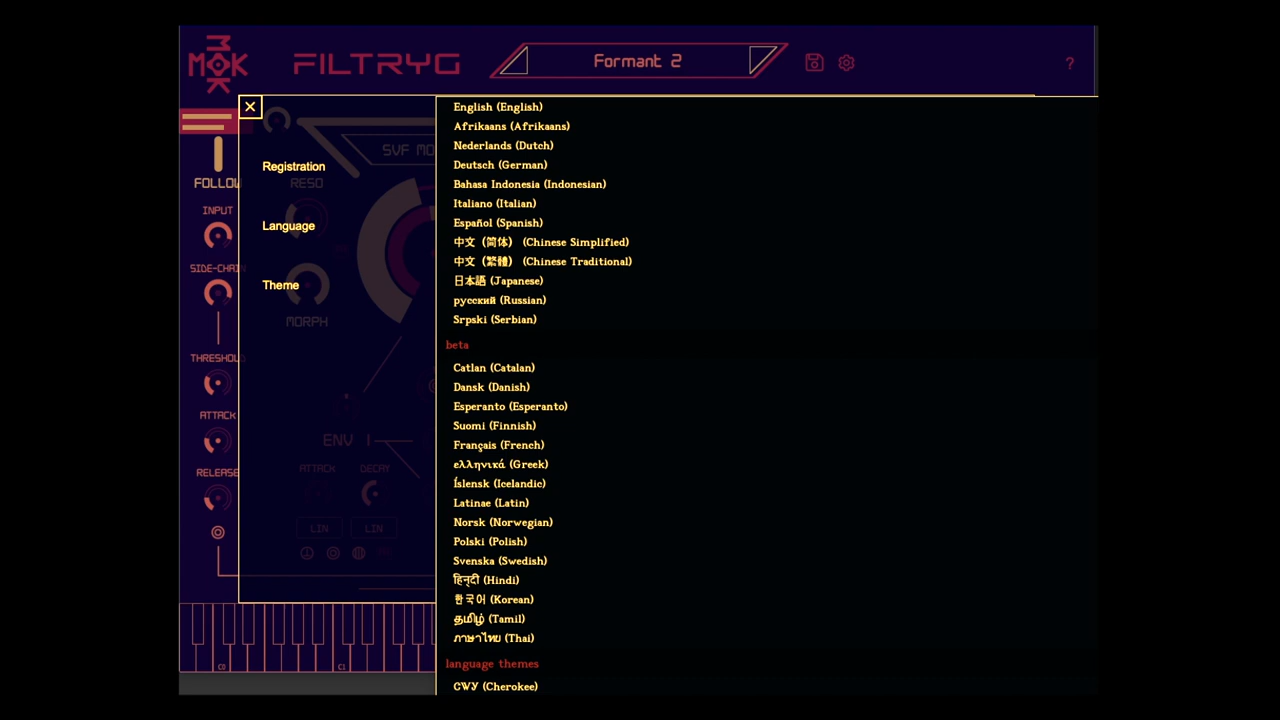 MOK
FILTRYG
Formant 2
?
SVF MO
Registration
RESO
FOLLOW
INPUT
Language
SIDE-CHAIN
Theme
MORPH
THRESHOL
ATTACK
ENV 1
RELEASE
ATTACK
DECAY
LIN
LIN
C0
C1
English (English)
Afrikaans (Afrikaans)
Nederlands (Dutch)
Deutsch (German)
Bahasa Indonesia (Indonesian)
Italiano (Italian)
Español (Spanish)
中文（简体） (Chinese Simplified)
中文（繁體） (Chinese Traditional)
日本語 (Japanese)
русский (Russian)
Srpski (Serbian)
beta
Catlan (Catalan)
Dansk (Danish)
Esperanto (Esperanto)
Suomi (Finnish)
Français (French)
ελληνικά (Greek)
Íslensk (Icelandic)
Latinae (Latin)
Norsk (Norwegian)
Polski (Polish)
Svenska (Swedish)
हिन्दी (Hindi)
한국어 (Korean)
தமிழ் (Tamil)
ภาษาไทย (Thai)
language themes
ᏣᎳᎩ (Cherokee)